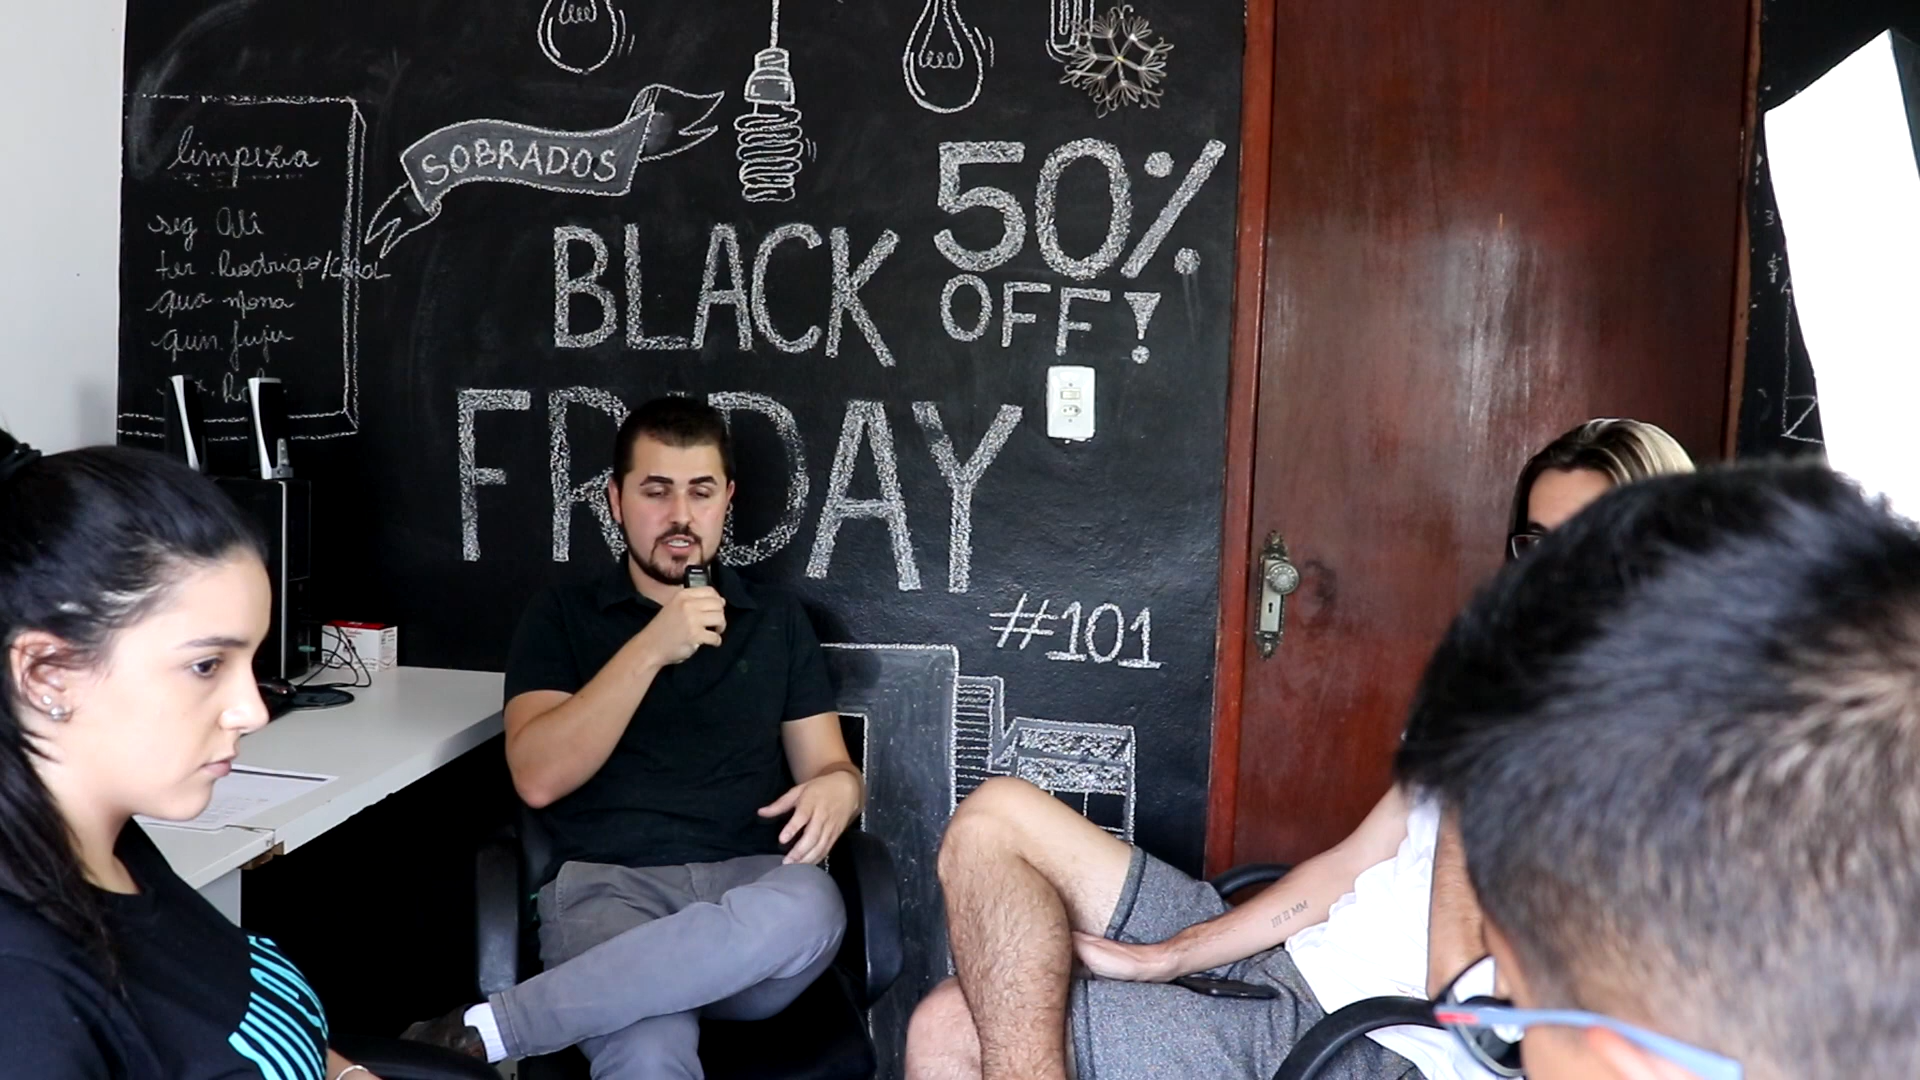 limpeza
seg Ali
ter. Rodrigo/Carol
qua mona
quin. juju
SOBRADOS
BLACK
FRIDAY
50%
OFF!
#101